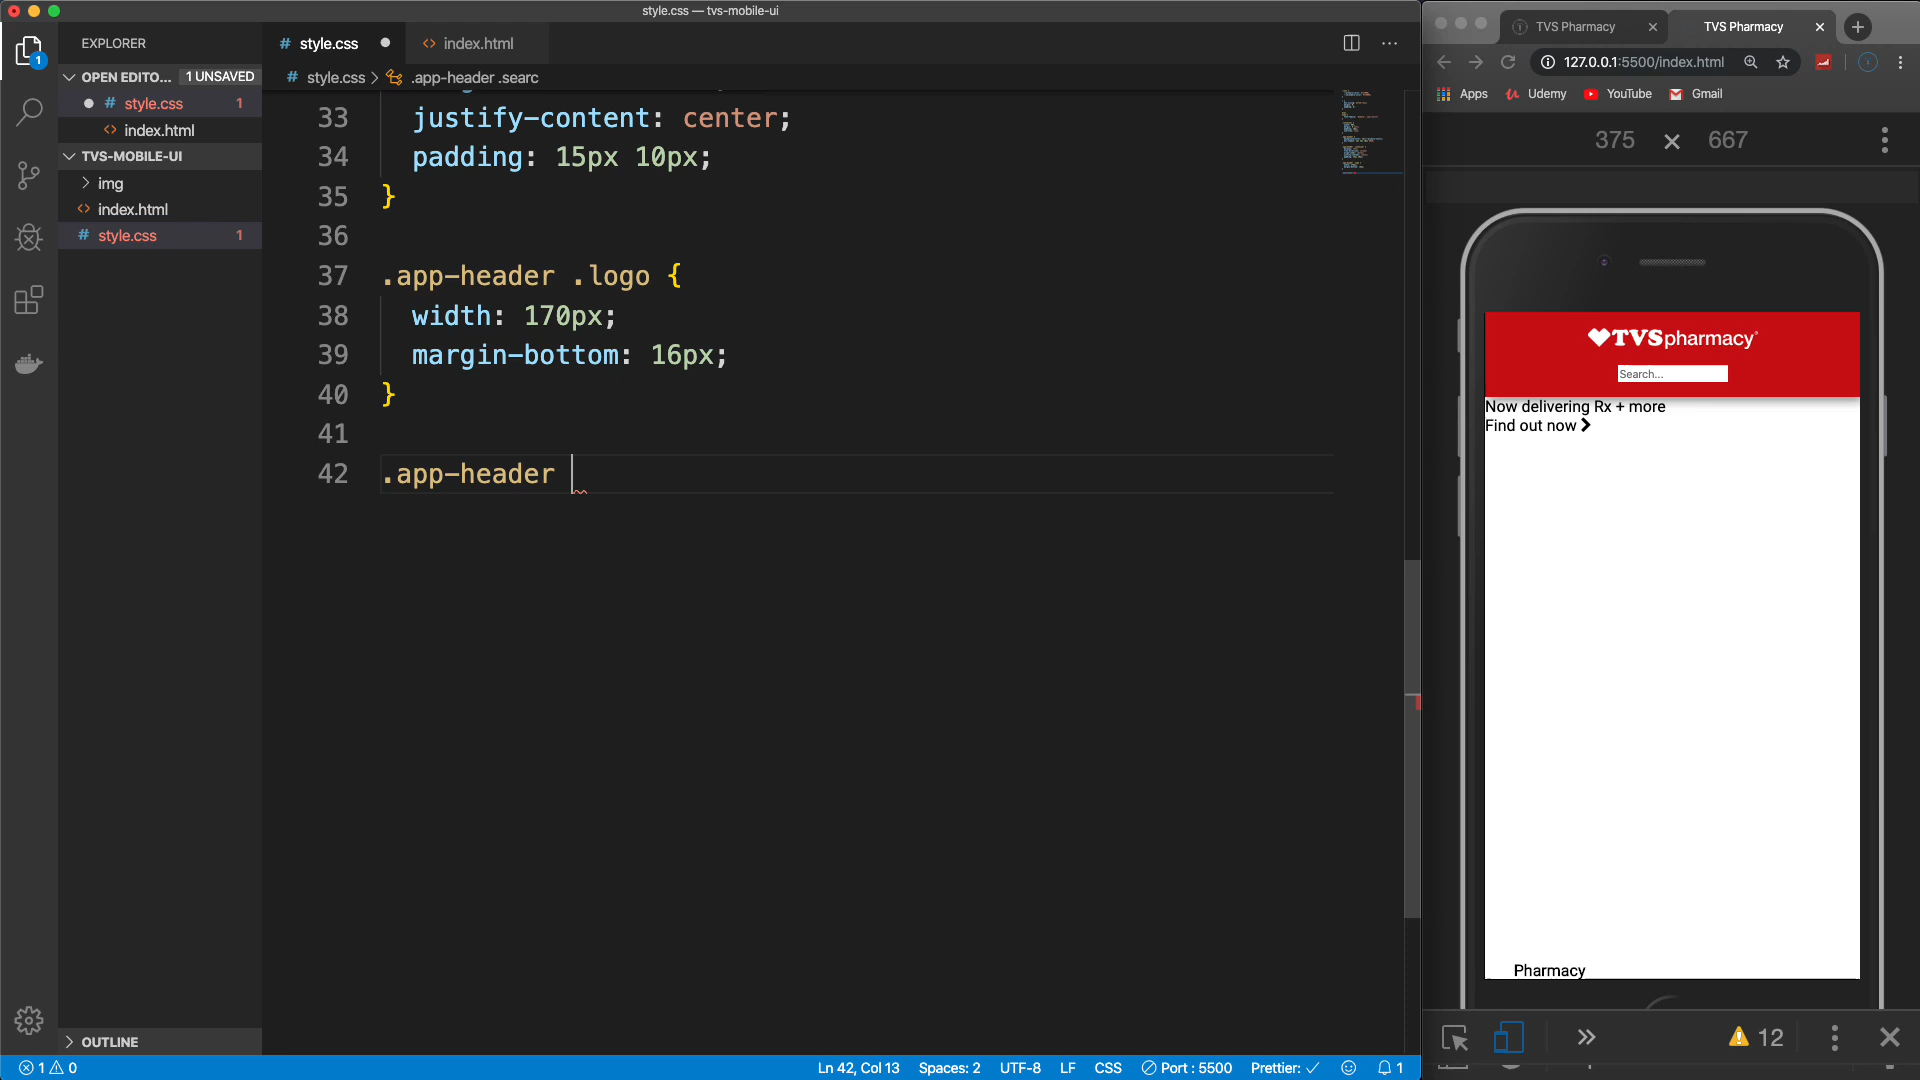 style.css — tvs-mobile-ui
EXPLORER
OPEN EDITO... 1 UNSAVED
# style.css 1
<> index.html
TVS-MOBILE-UI
> img
<> index.html
# style.css 1
OUTLINE
# style.css ●
<> index.html
# style.css > .app-header .searc
33 justify-content: center;
34 padding: 15px 10px;
35 }
36
37 .app-header .logo {
38 width: 170px;
39 margin-bottom: 16px;
40 }
41
42 .app-header
1 0
Ln 42, Col 13 Spaces: 2 UTF-8 LF CSS Port : 5500 Prettier: ✓ 1
TVS Pharmacy
TVS Pharmacy
127.0.0.1:5500/index.html
Apps Udemy YouTube Gmail
375 × 667
TVSpharmacy
Search...
Now delivering Rx + more
Find out now
Pharmacy
12